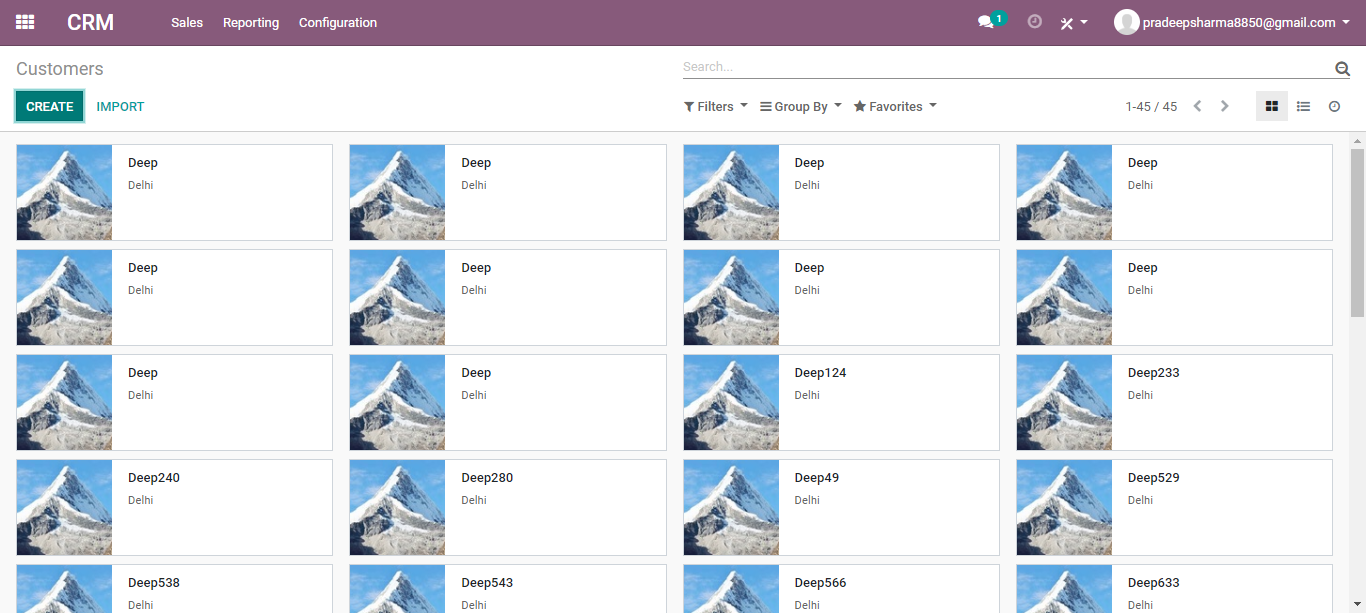 CRM Sales Reporting Configuration 1 pradeepsharma8850@gmail.com
Customers Search...
CREATE IMPORT Filters Group By Favorites 1-45 / 45
Deep Deep Deep Deep
Delhi Delhi Delhi Delhi
Deep Deep Deep Deep
Delhi Delhi Delhi Delhi
Deep Deep Deep124 Deep233
Delhi Delhi Delhi Delhi
Deep240 Deep280 Deep49 Deep529
Delhi Delhi Delhi Delhi
Deep538 Deep543 Deep566 Deep633
Delhi Delhi Delhi Delhi